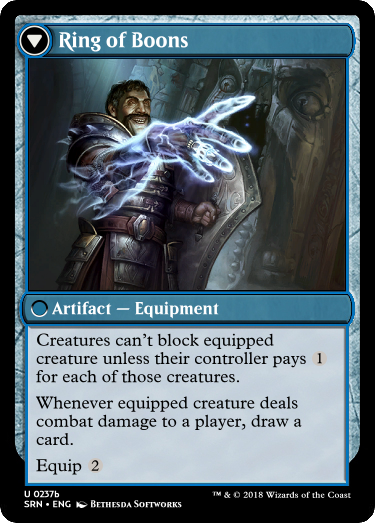 Ring of Boons
Artifact — Equipment
Creatures can't block equipped
creature unless their controller pays 1
for each of those creatures.
Whenever equipped creature deals
combat damage to a player, draw a
card.
Equip 2
U 0237b
SRN • ENG Bethesda Softworks
™ & © 2018 Wizards of the Coast